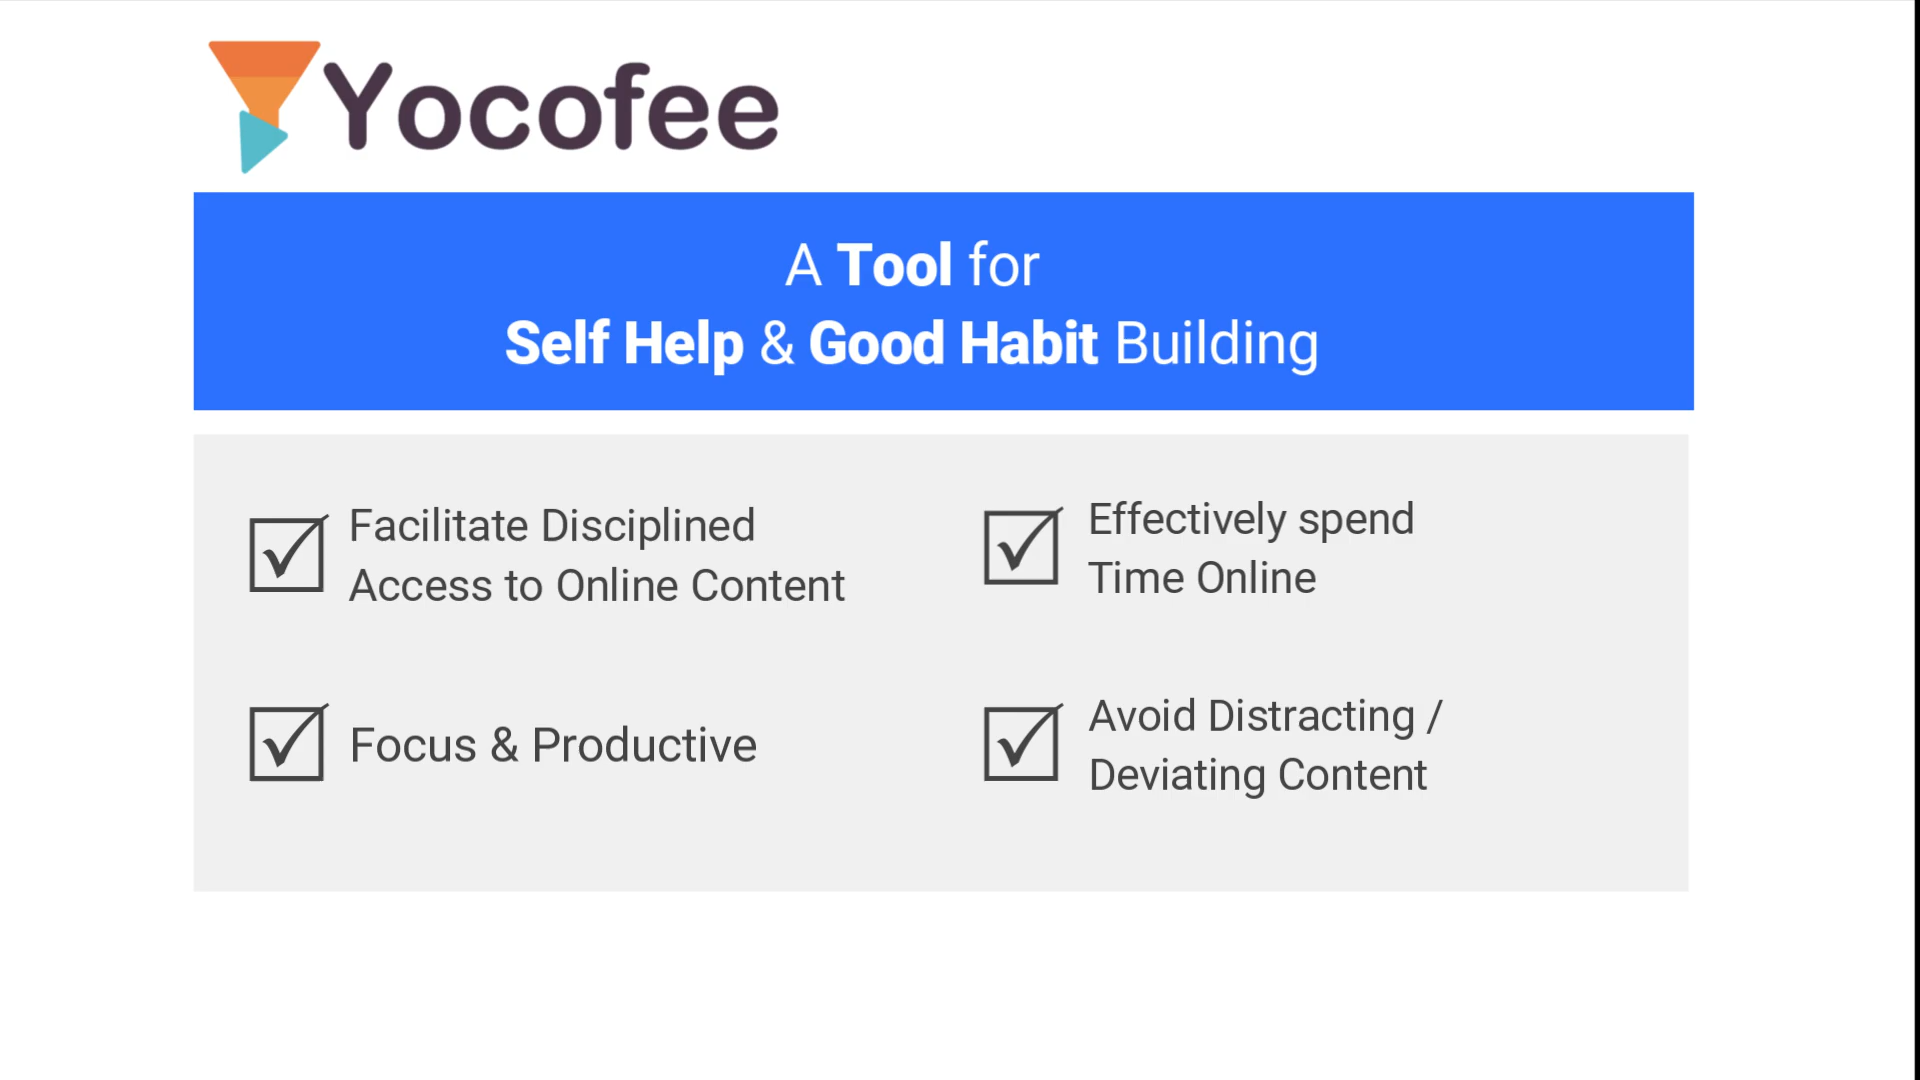 Yocofee
A Tool for
Self Help & Good Habit Building
Facilitate Disciplined
Access to Online Content
Effectively spend
Time Online
Focus & Productive
Avoid Distracting /
Deviating Content